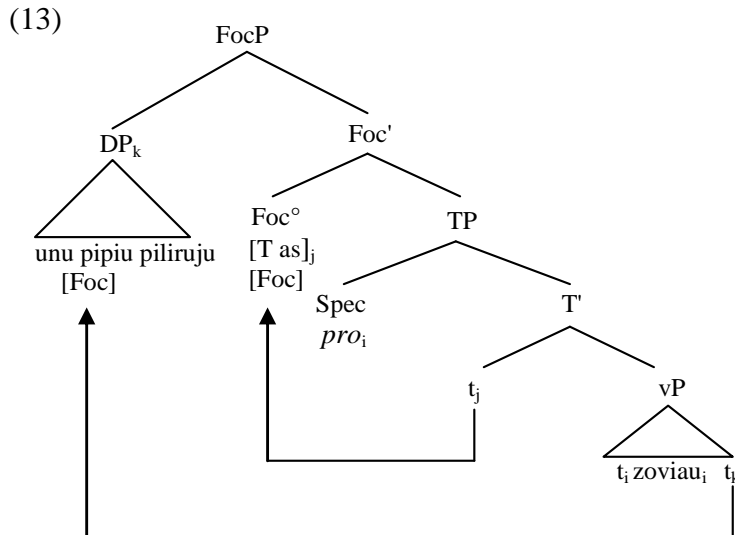 (13)
FocP
DPₖ Foc'
Foc° TP
unu pipiu piliruju [T as]ⱼ
[Foc] [Foc] Spec T'
proᵢ
tⱼ vP
tᵢ zoviauᵢ tₖ